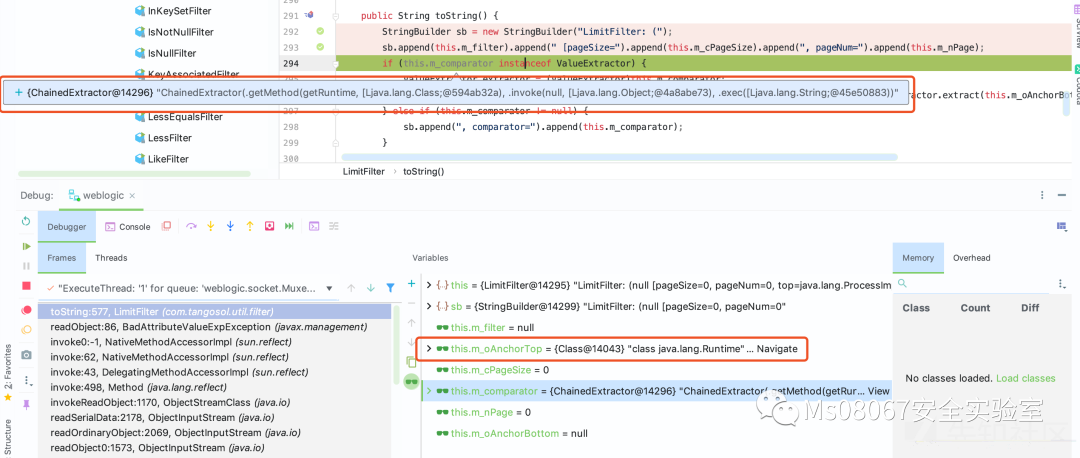 InKeySetFilter
IsNotNullFilter
IsNullFilter
KeyAssociatedFilter
LessEqualsFilter
LessFilter
LikeFilter
291 public String toString() {
292 StringBuilder sb = new StringBuilder("LimitFilter: (");
293 sb.append(this.m_filter).append(" [pageSize=").append(this.m_cPageSize).append(", pageNum=").append(this.m_nPage);
294 if (this.m_comparator instanceof ValueExtractor) {
+ {ChainedExtractor@14296} "ChainedExtractor(.getMethod(getRuntime, [Ljava.lang.Class;@594ab32a), .invoke(null, [Ljava.lang.Object;@4a8abe73), .exec([Ljava.lang.String;@45e50883))"
ractor.extract(this.m_oAnchorBot
297 } else if (this.m_comparator != null) {
298 sb.append(", comparator=").append(this.m_comparator);
299 }
300
LimitFilter › toString()
Debug: weblogic ×
Debugger Console
Frames Threads
"ExecuteThread: '1' for queue: 'weblogic.socket.Muxe...
toString:577, LimitFilter (com.tangosol.util.filter)
readObject:86, BadAttributeValueExpException (javax.management)
invoke0:-1, NativeMethodAccessorImpl (sun.reflect)
invoke:62, NativeMethodAccessorImpl (sun.reflect)
invoke:43, DelegatingMethodAccessorImpl (sun.reflect)
invoke:498, Method (java.lang.reflect)
invokeReadObject:1170, ObjectStreamClass (java.io)
readSerialData:2178, ObjectInputStream (java.io)
readOrdinaryObject:2069, ObjectInputStream (java.io)
readObject0:1573, ObjectInputStream (java.io)
Variables
this = {LimitFilter@14295} "LimitFilter: (null [pageSize=0, pageNum=0, top=java.lang.ProcessIm
sb = {StringBuilder@14299} "LimitFilter: (null [pageSize=0, pageNum=0"
this.m_filter = null
this.m_oAnchorTop = {Class@14043} "class java.lang.Runtime" ... Navigate
this.m_cPageSize = 0
this.m_comparator = {ChainedExtractor@14296} "ChainedExtractor(.getMethod(getRur... View
this.m_nPage = 0
this.m_oAnchorBottom = null
Memory Overhead
Class Count Diff
No classes loaded. Load classes
2: Favorites
Structure
Ms08067安全实验室